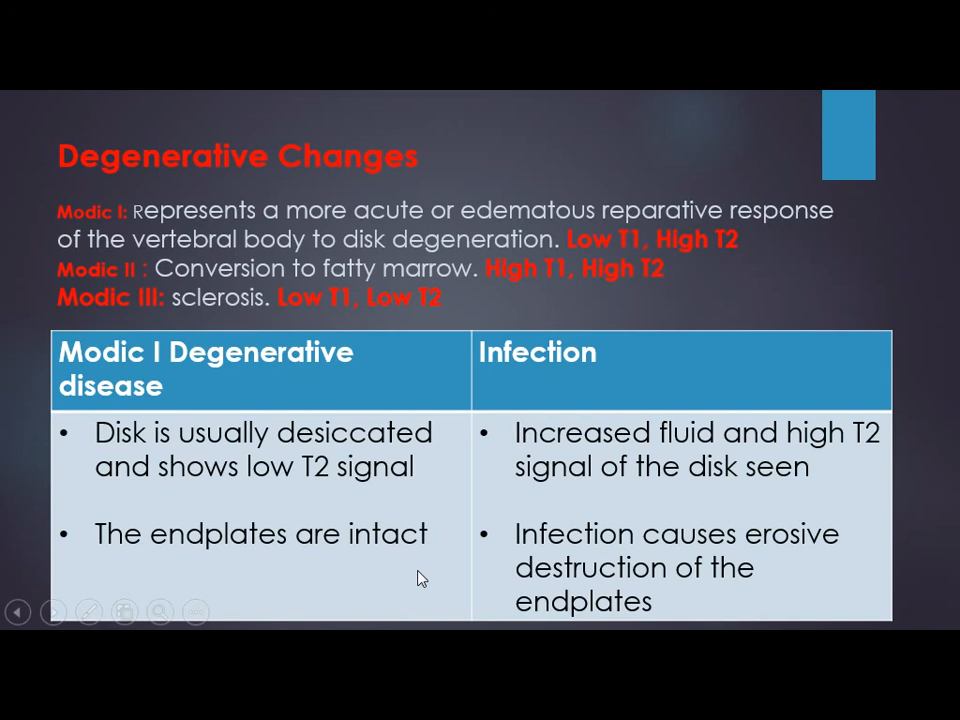 Degenerative Changes
Modic I: Represents a more acute or edematous reparative response
of the vertebral body to disk degeneration. Low T1, High T2
Modic II : Conversion to fatty marrow. High T1, High T2
Modic III: sclerosis. Low T1, Low T2
Modic I Degenerative
disease
Infection
• Disk is usually desiccated
and shows low T2 signal
• The endplates are intact
• Increased fluid and high T2
signal of the disk seen
• Infection causes erosive
destruction of the
endplates